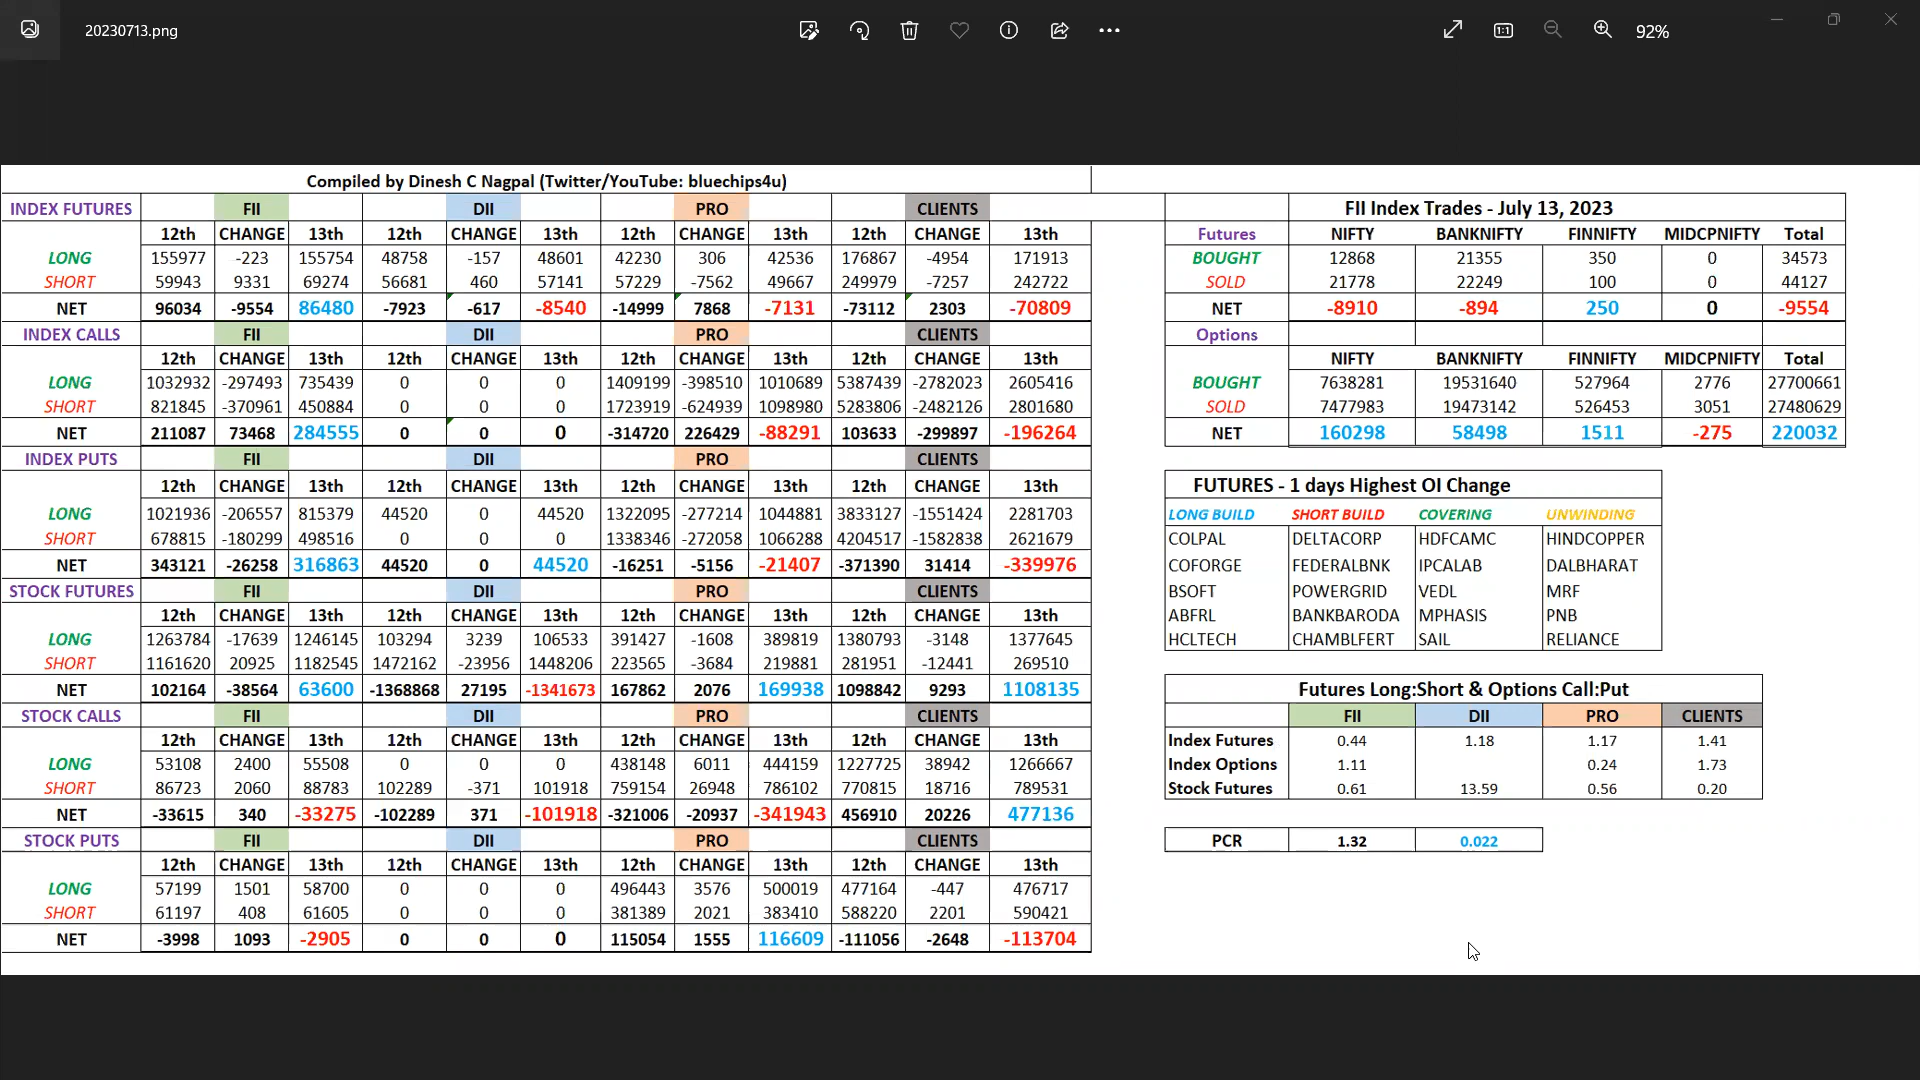 20230713.png
92%
Compiled by Dinesh C Nagpal (Twitter/YouTube: bluechips4u)
INDEX FUTURES FII DII PRO CLIENTS
12th CHANGE 13th 12th CHANGE 13th 12th CHANGE 13th 12th CHANGE 13th
LONG 155977 -223 155754 48758 -157 48601 42230 306 42536 176867 -4954 171913
SHORT 59943 9331 69274 56681 460 57141 57229 -7562 49667 249979 -7257 242722
NET 96034 -9554 86480 -7923 -617 -8540 -14999 7868 -7131 -73112 2303 -70809
INDEX CALLS FII DII PRO CLIENTS
12th CHANGE 13th 12th CHANGE 13th 12th CHANGE 13th 12th CHANGE 13th
LONG 1032932 -297493 735439 0 0 0 1409199 -398510 1010689 5387439 -2782023 2605416
SHORT 821845 -370961 450884 0 0 0 1723919 -624939 1098980 5283806 -2482126 2801680
NET 211087 73468 284555 0 0 0 -314720 226429 -88291 103633 -299897 -196264
INDEX PUTS FII DII PRO CLIENTS
12th CHANGE 13th 12th CHANGE 13th 12th CHANGE 13th 12th CHANGE 13th
LONG 1021936 -206557 815379 44520 0 44520 1322095 -277214 1044881 3833127 -1551424 2281703
SHORT 678815 -180299 498516 0 0 0 1338346 -272058 1066288 4204517 -1582838 2621679
NET 343121 -26258 316863 44520 0 44520 -16251 -5156 -21407 -371390 31414 -339976
STOCK FUTURES FII DII PRO CLIENTS
12th CHANGE 13th 12th CHANGE 13th 12th CHANGE 13th 12th CHANGE 13th
LONG 1263784 -17639 1246145 103294 3239 106533 391427 -1608 389819 1380793 -3148 1377645
SHORT 1161620 20925 1182545 1472162 -23956 1448206 223565 -3684 219881 281951 -12441 269510
NET 102164 -38564 63600 -1368868 27195 -1341673 167862 2076 169938 1098842 9293 1108135
STOCK CALLS FII DII PRO CLIENTS
12th CHANGE 13th 12th CHANGE 13th 12th CHANGE 13th 12th CHANGE 13th
LONG 53108 2400 55508 0 0 0 438148 6011 444159 1227725 38942 1266667
SHORT 86723 2060 88783 102289 -371 101918 759154 26948 786102 770815 18716 789531
NET -33615 340 -33275 -102289 371 -101918 -321006 -20937 -341943 456910 20226 477136
STOCK PUTS FII DII PRO CLIENTS
12th CHANGE 13th 12th CHANGE 13th 12th CHANGE 13th 12th CHANGE 13th
LONG 57199 1501 58700 0 0 0 496443 3576 500019 477164 -447 476717
SHORT 61197 408 61605 0 0 0 381389 2021 383410 588220 2201 590421
NET -3998 1093 -2905 0 0 0 115054 1555 116609 -111056 -2648 -113704
FII Index Trades - July 13, 2023
Futures NIFTY BANKNIFTY FINNIFTY MIDCPNIFTY Total
BOUGHT 12868 21355 350 0 34573
SOLD 21778 22249 100 0 44127
NET -8910 -894 250 0 -9554
Options
NIFTY BANKNIFTY FINNIFTY MIDCPNIFTY Total
BOUGHT 7638281 19531640 527964 2776 27700661
SOLD 7477983 19473142 526453 3051 27480629
NET 160298 58498 1511 -275 220032
FUTURES - 1 days Highest OI Change
LONG BUILD SHORT BUILD COVERING UNWINDING
COLPAL DELTACORP HDFCAMC HINDCOPPER
COFORGE FEDERALBNK IPCALAB DALBHARAT
BSOFT POWERGRID VEDL MRF
ABFRL BANKBARODA MPHASIS PNB
HCLTECH CHAMBLFERT SAIL RELIANCE
Futures Long:Short & Options Call:Put
FII DII PRO CLIENTS
Index Futures 0.44 1.18 1.17 1.41
Index Options 1.11 0.24 1.73
Stock Futures 0.61 13.59 0.56 0.20
PCR 1.32 0.022